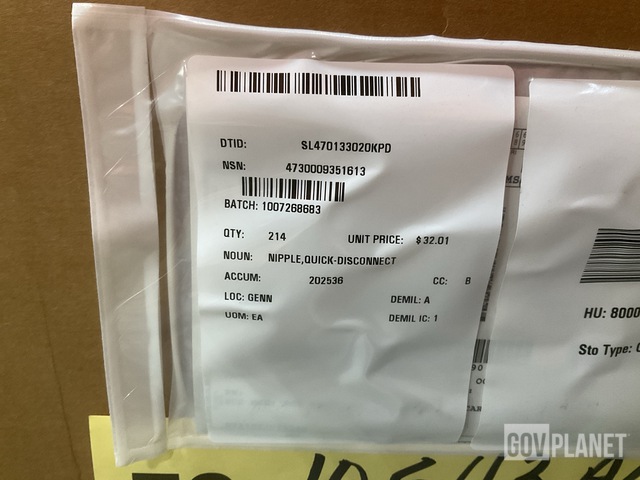 DTID: SL470133020KPD
NSN: 4730009351613
BATCH: 1007268683
QTY: 214 UNIT PRICE: $ 32.01
NOUN: NIPPLE,QUICK-DISCONNECT
ACCUM: 202536 CC: B
LOC: GENN DEMIL: A
UOM: EA DEMIL IC: 1
HU: 8000
Sto Type:
GOVPLANET